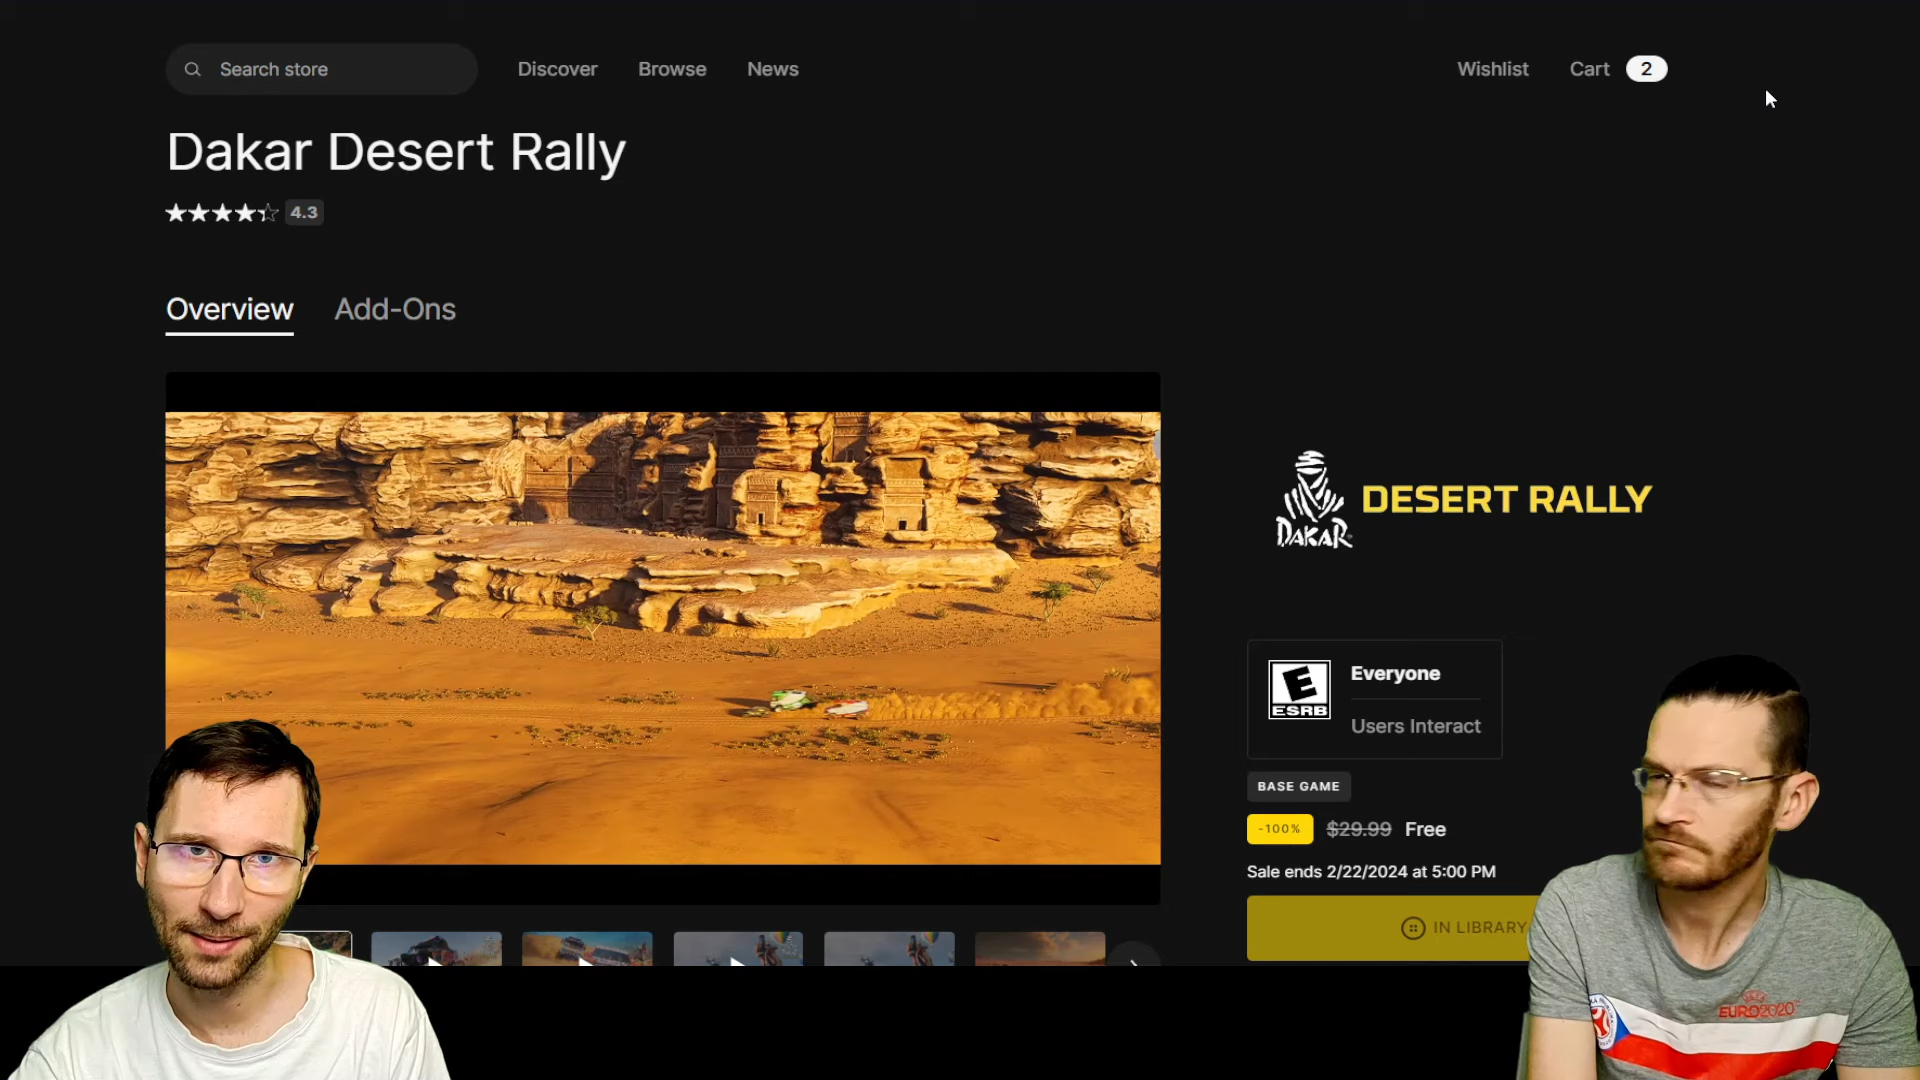 Search store
Discover
Browse
News
Wishlist
Cart
2
Dakar Desert Rally
4.3
Overview
Add-Ons
DAKAR
DESERT RALLY
E
ESRB
Everyone
Users Interact
BASE GAME
-100%
$29.99
Free
Sale ends 2/22/2024 at 5:00 PM
IN LIBRARY
UEFA
EURO2020